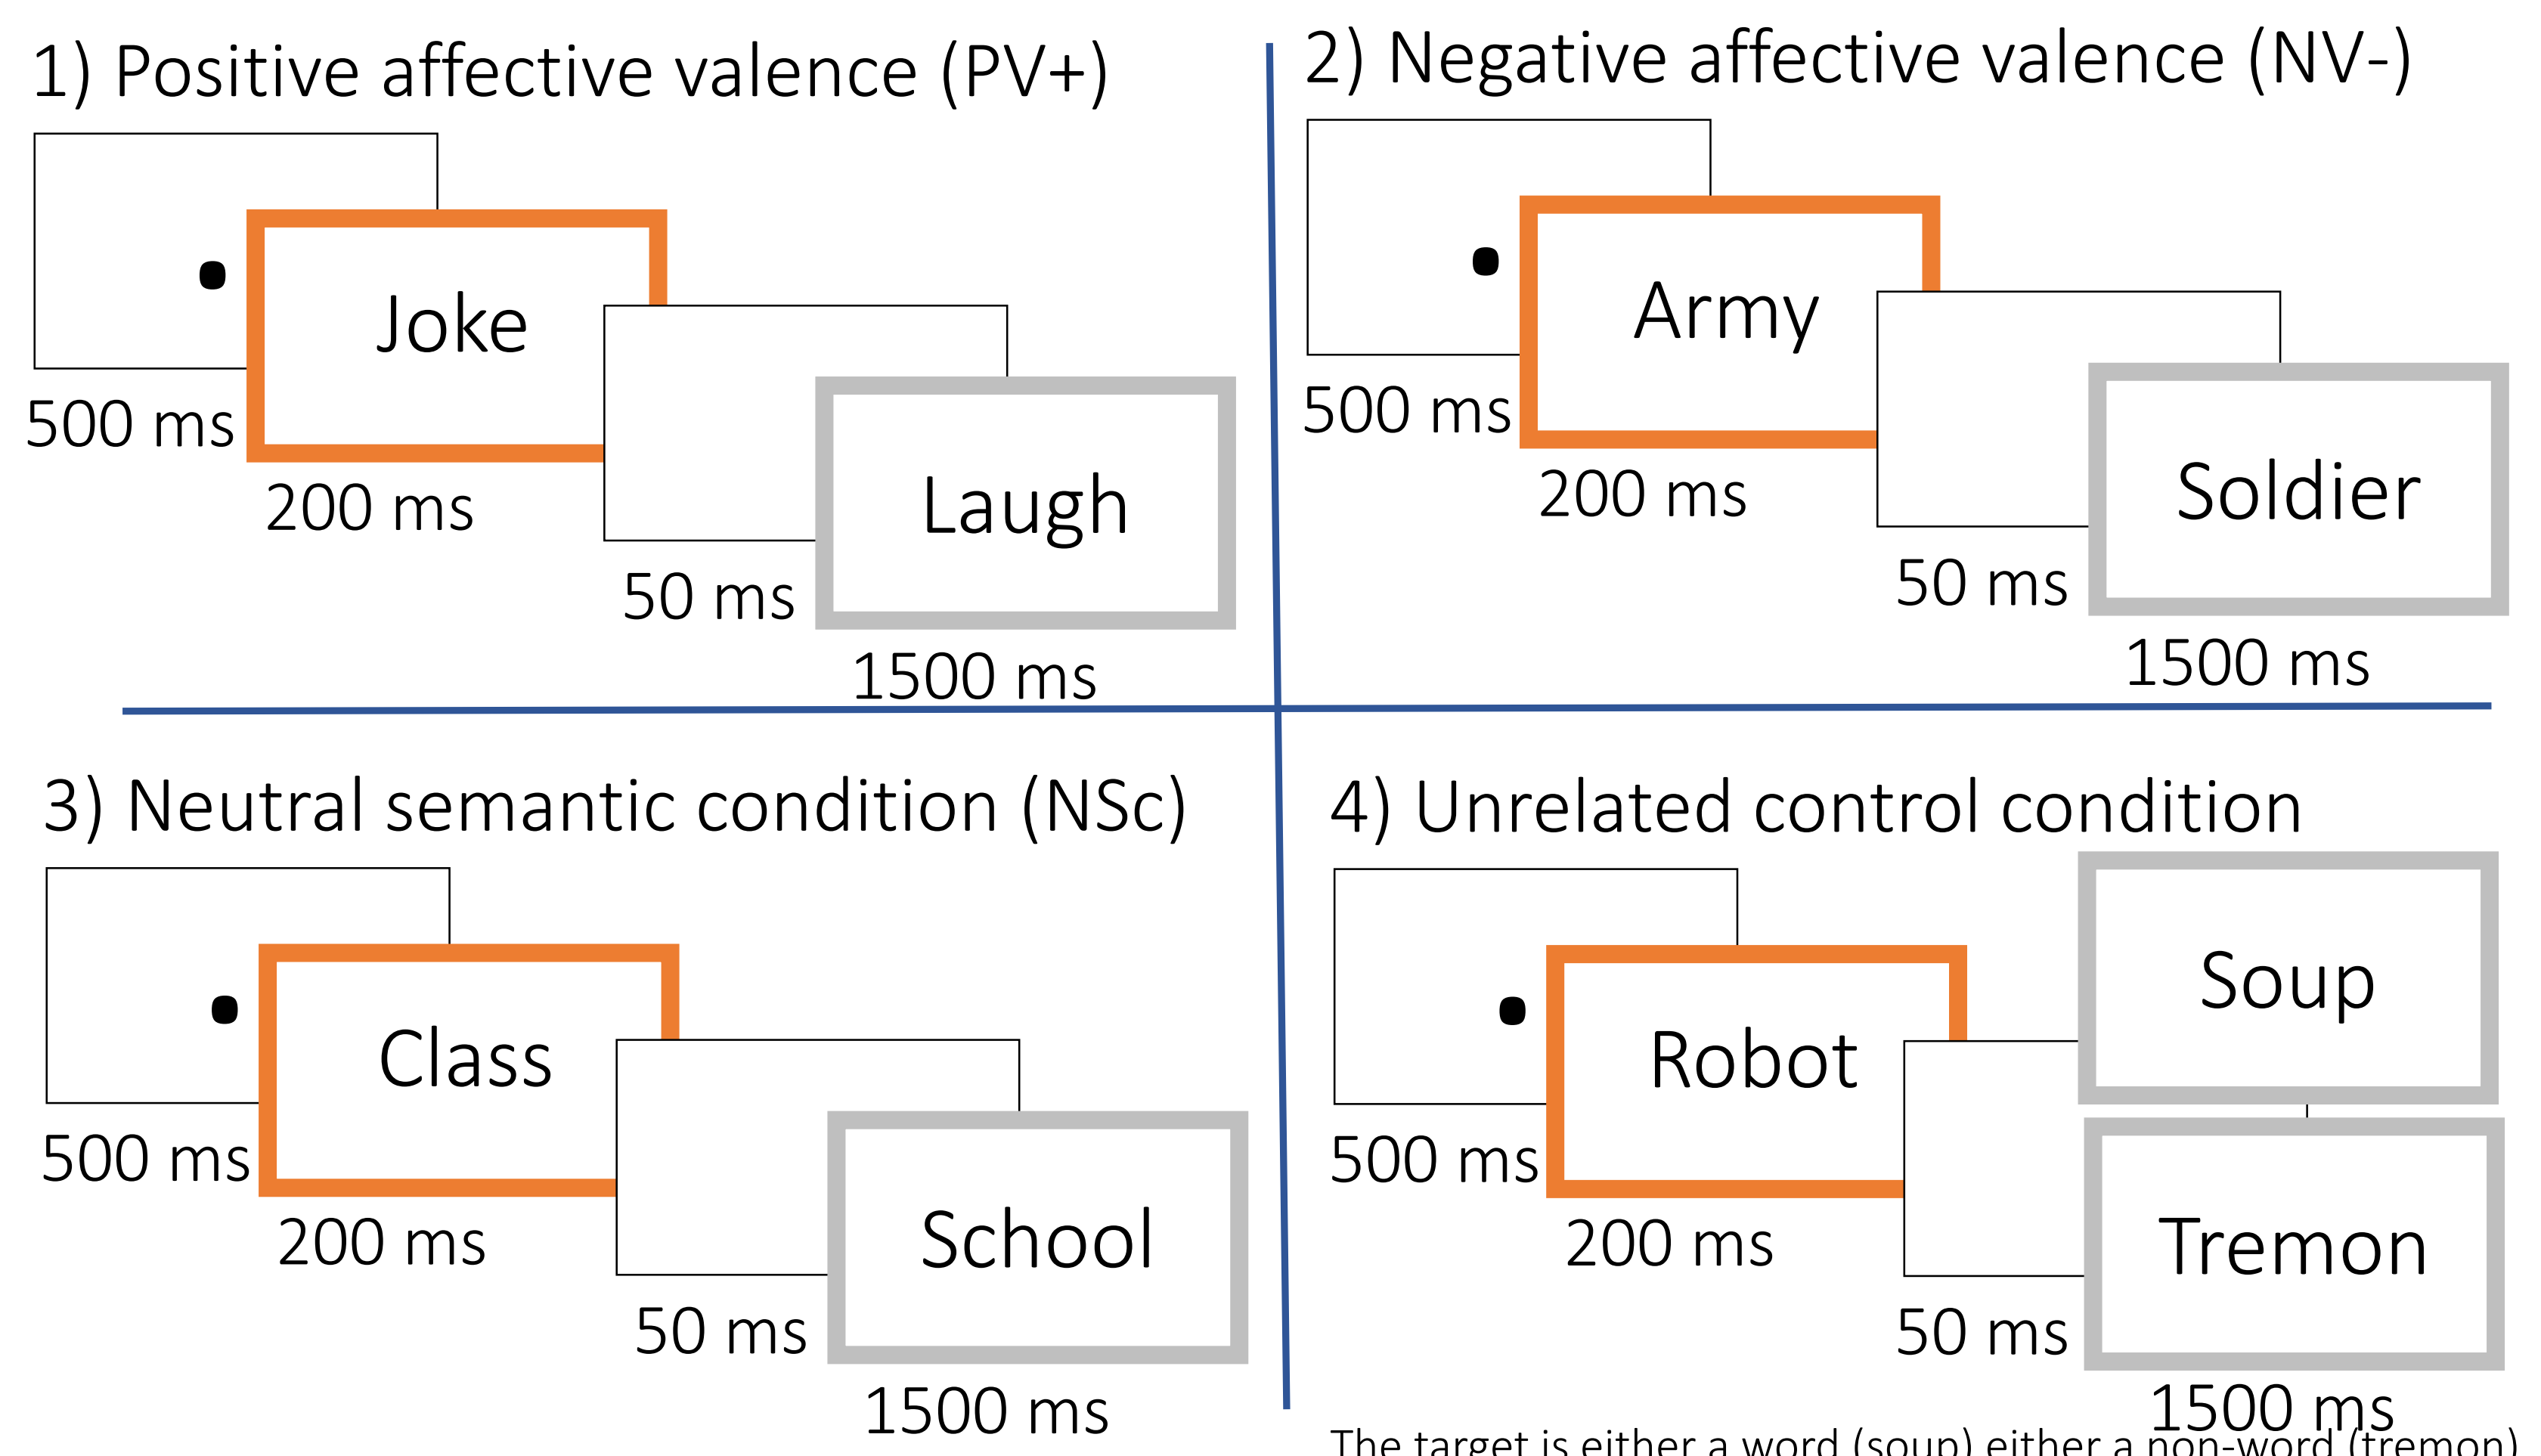 1) Positive affective valence (PV+)
Joke
Laugh
500 ms
200 ms
50 ms
1500 ms
2) Negative affective valence (NV-)
Army
Soldier
500 ms
200 ms
50 ms
1500 ms
3) Neutral semantic condition (NSc)
Class
School
500 ms
200 ms
50 ms
1500 ms
4) Unrelated control condition
Soup
Robot
Tremon
500 ms
200 ms
50 ms
1500 ms
The target is either a word (soup) either a non-word (tremon)